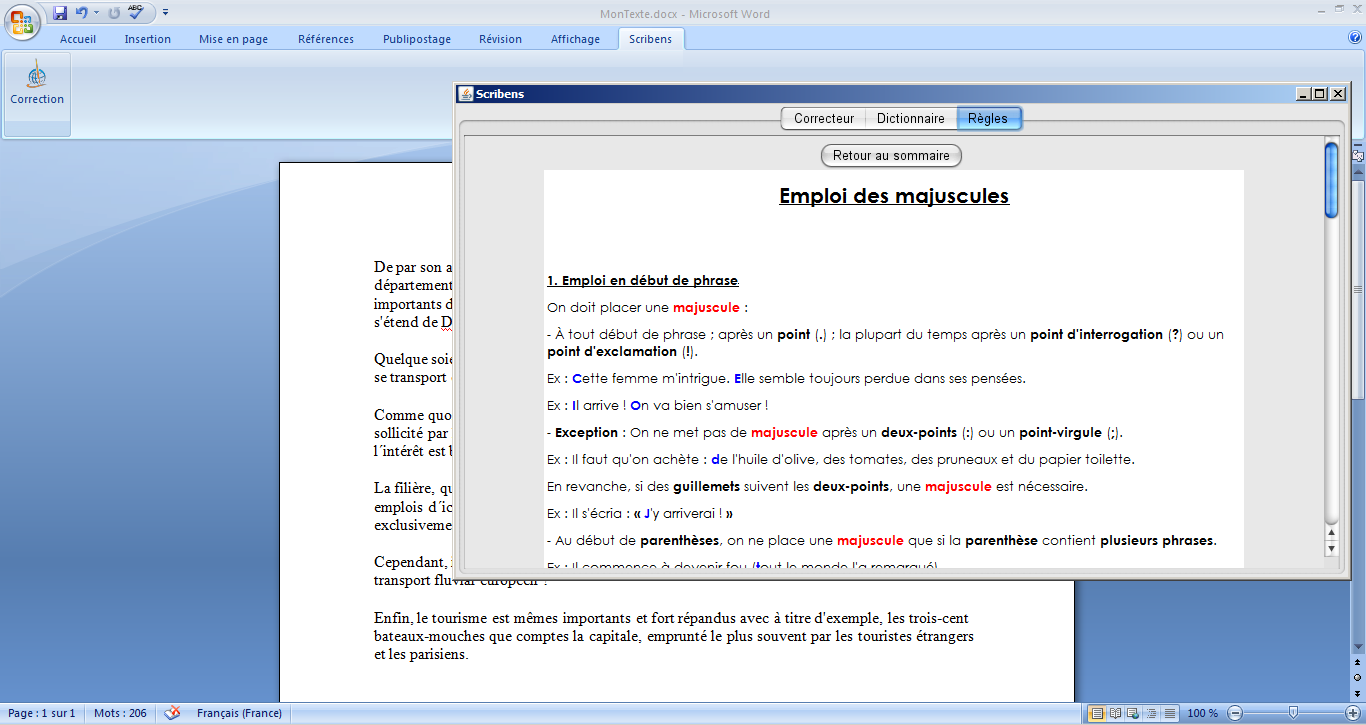 MonTexte.docx - Microsoft Word
ABC
Accueil Insertion Mise en page Références Publipostage Révision Affichage Scribens
Correction
Scribens
Correcteur Dictionnaire Règles
Retour au sommaire
Emploi des majuscules
1. Emploi en début de phrase
On doit placer une majuscule :
- À tout début de phrase ; après un point (.) ; la plupart du temps après un point d'interrogation (?) ou un
point d'exclamation (!).
Ex : Cette femme m'intrigue. Elle semble toujours perdue dans ses pensées.
Ex : Il arrive ! On va bien s'amuser !
- Exception : On ne met pas de majuscule après un deux-points (:) ou un point-virgule (;).
Ex : Il faut qu'on achète : de l'huile d'olive, des tomates, des pruneaux et du papier toilette.
En revanche, si des guillemets suivent les deux-points, une majuscule est nécessaire.
Ex : Il s'écria : « J'y arriverai ! »
- Au début de parenthèses, on ne place une majuscule que si la parenthèse contient plusieurs phrases.
Ex : Il commence à devenir fou (tout le monde l'a remarqué).
De par son a
département
importants d
s'étend de D
Quelque soie
se transport
Comme quo
sollicité par
l´intérêt est b
La filière, qu
emplois d´ic
exclusiveme
Cependant,
transport fluvial européen !
Enfin, le tourisme est mêmes importants et fort répandus avec à titre d'exemple, les trois-cent
bateaux-mouches que comptes la capitale, emprunté le plus souvent par les touristes étrangers
et les parisiens.
Page : 1 sur 1 Mots : 206 Français (France) 100 %